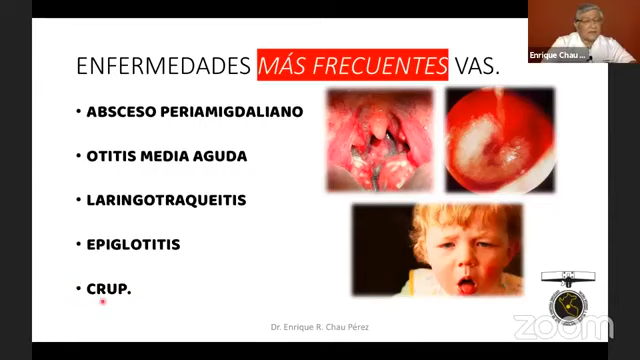 Enrique Chau ...
ENFERMEDADES MÁS FRECUENTES VAS.
• ABSCESO PERIAMIGDALIANO
• OTITIS MEDIA AGUDA
• LARINGOTRAQUEITIS
• EPIGLOTITIS
• CRUP.
Dr. Enrique R. Chau Pérez
zoom